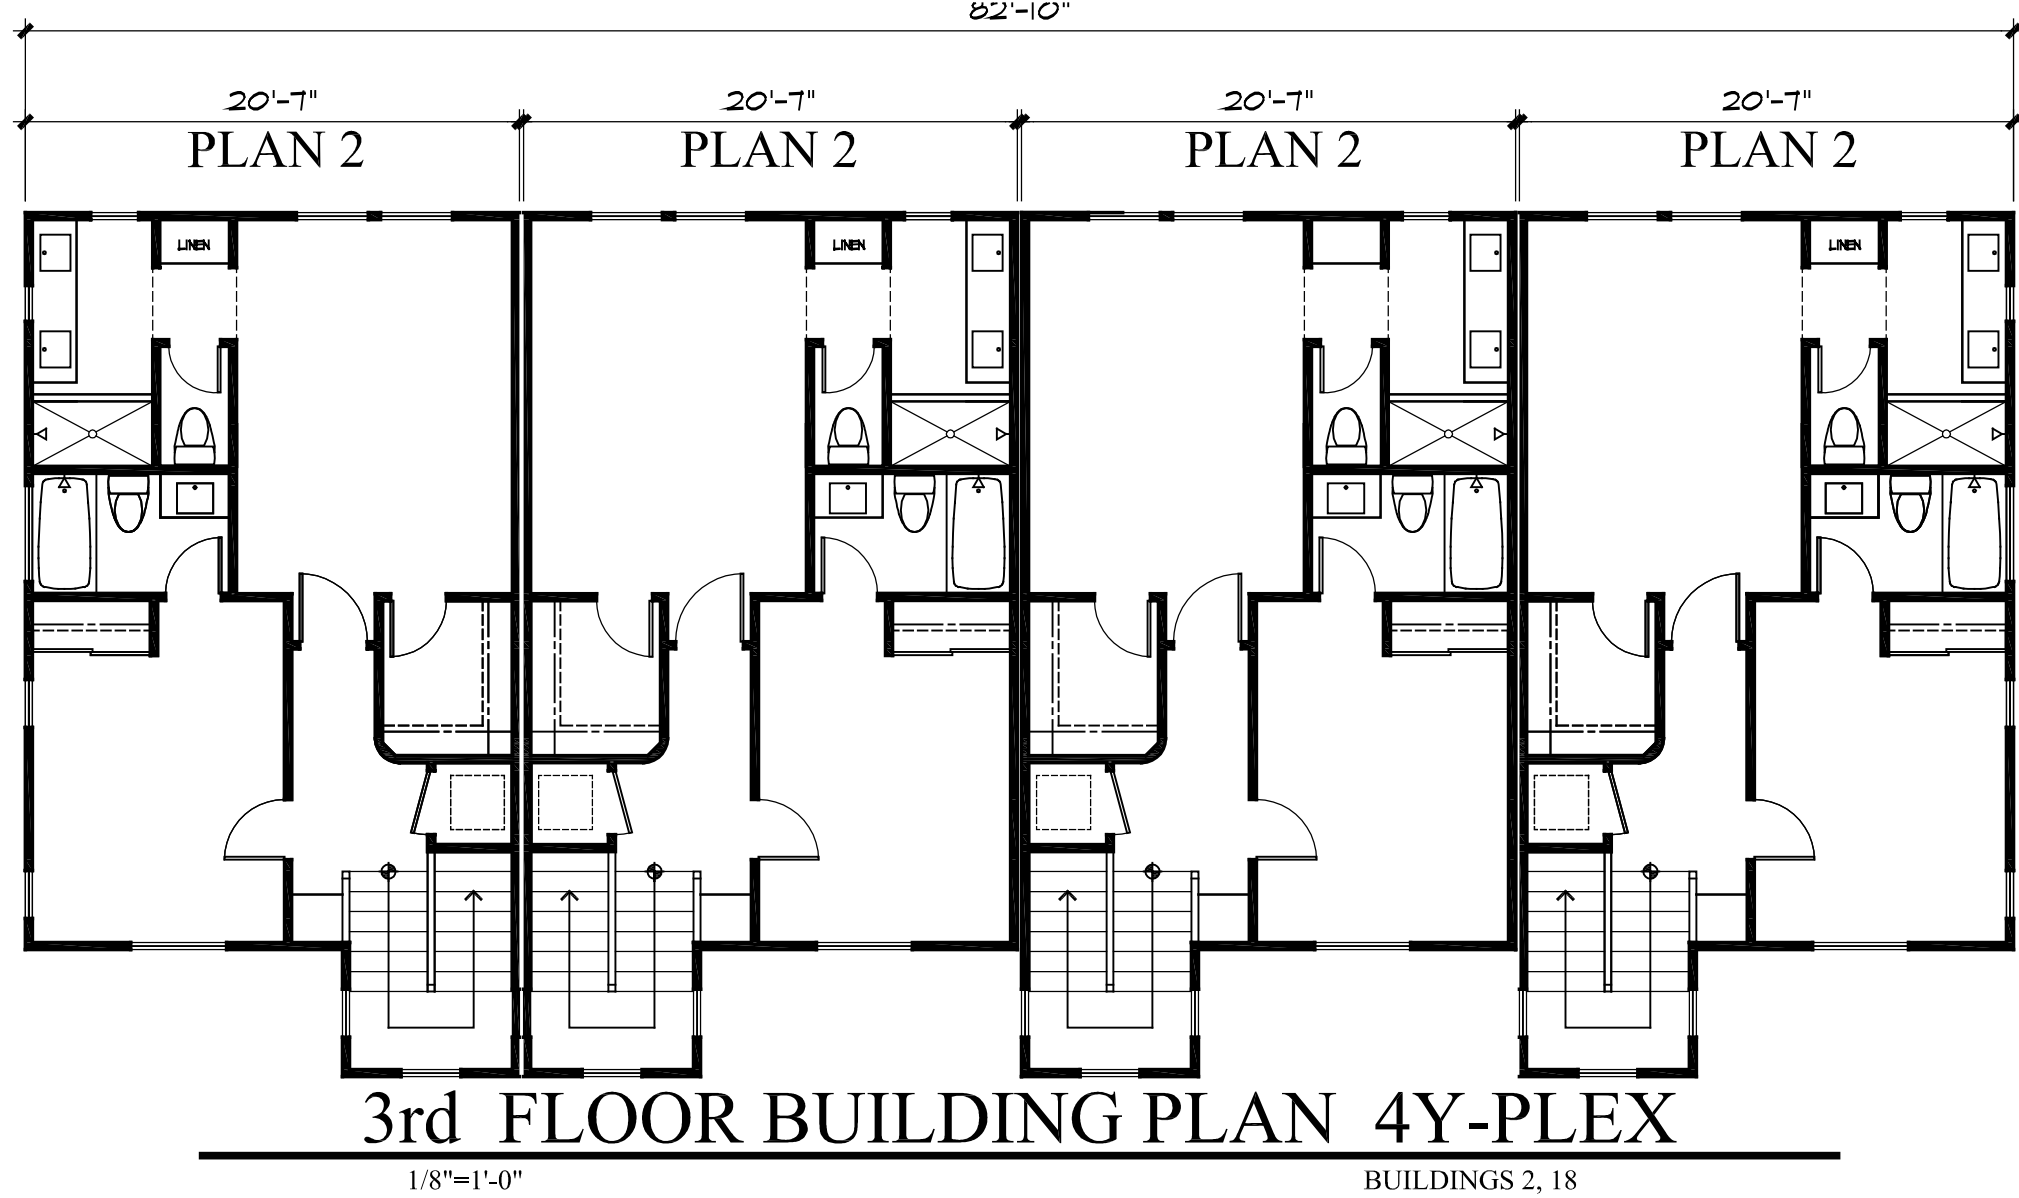 82'-10"
20'-7" 20'-7" 20'-7" 20'-7"
PLAN 2 PLAN 2 PLAN 2 PLAN 2
LINEN LINEN LINEN
3rd FLOOR BUILDING PLAN 4Y-PLEX
1/8"=1'-0" BUILDINGS 2, 18